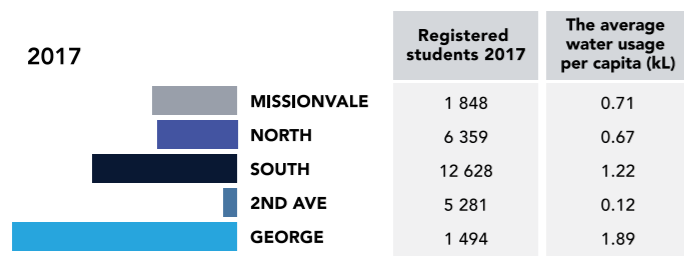 2017
Registered
students 2017
The average
water usage
per capita (kL)
MISSIONVALE 1 848 0.71
NORTH 6 359 0.67
SOUTH 12 628 1.22
2ND AVE 5 281 0.12
GEORGE 1 494 1.89